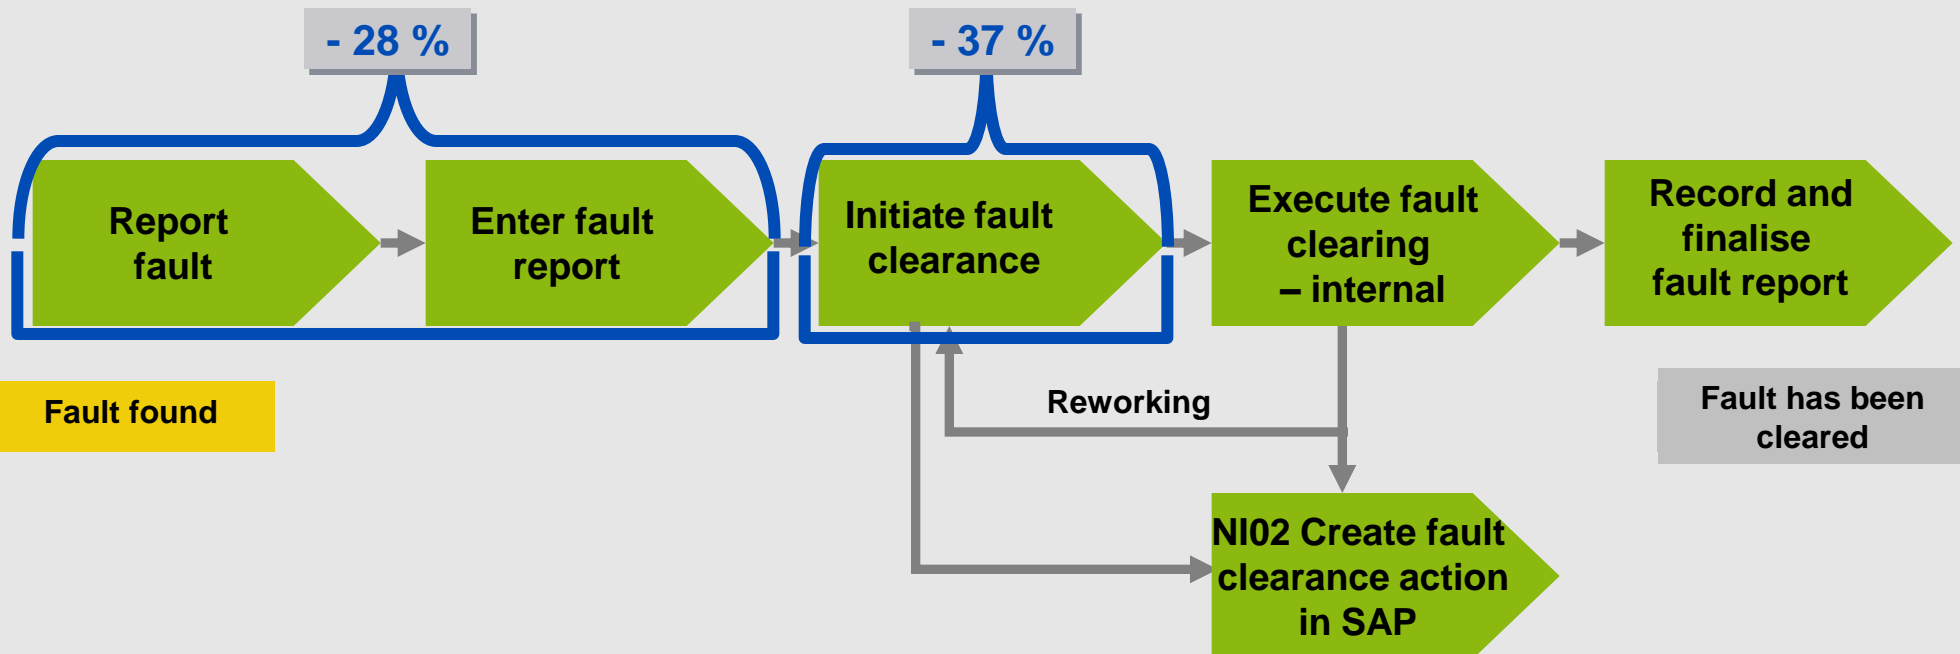 - 28 %
- 37 %
Report
fault
Enter fault
report
Initiate fault
clearance
Execute fault
clearing
– internal
Record and
finalise
fault report
Fault found
Reworking
Fault has been
cleared
NI02 Create fault
clearance action
in SAP